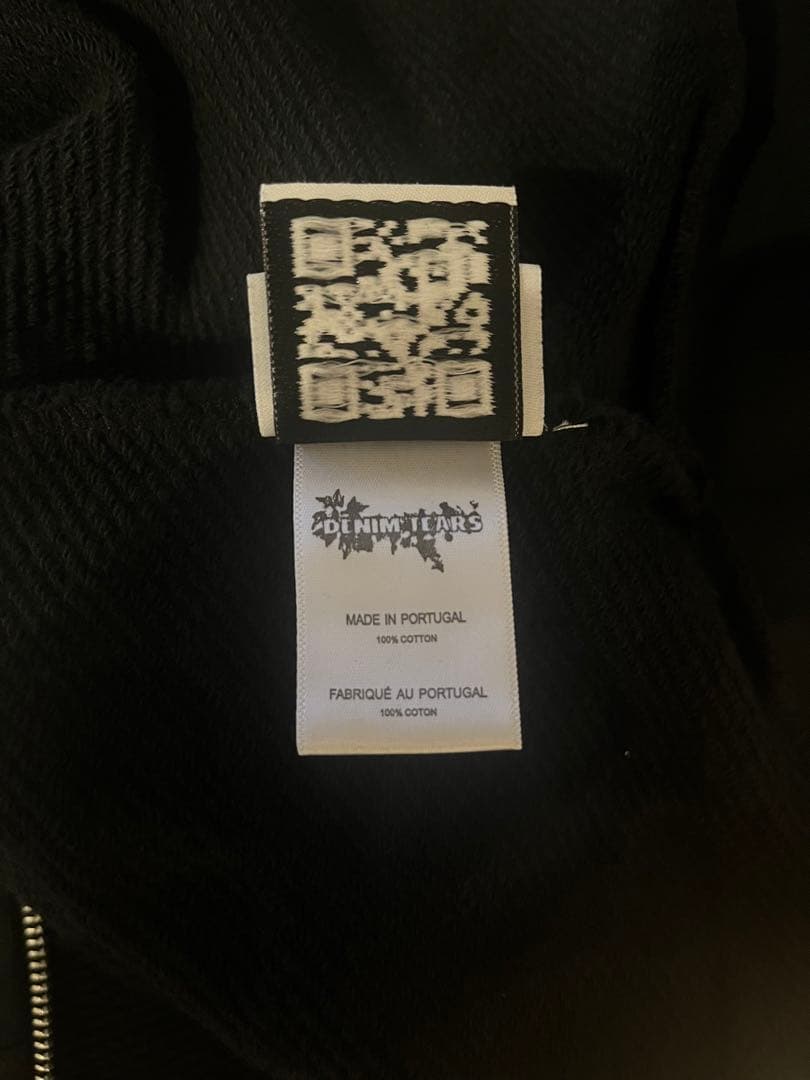 DENIM TEARS
MADE IN PORTUGAL
100% COTTON
FABRIQUÉ AU PORTUGAL
100% COTON